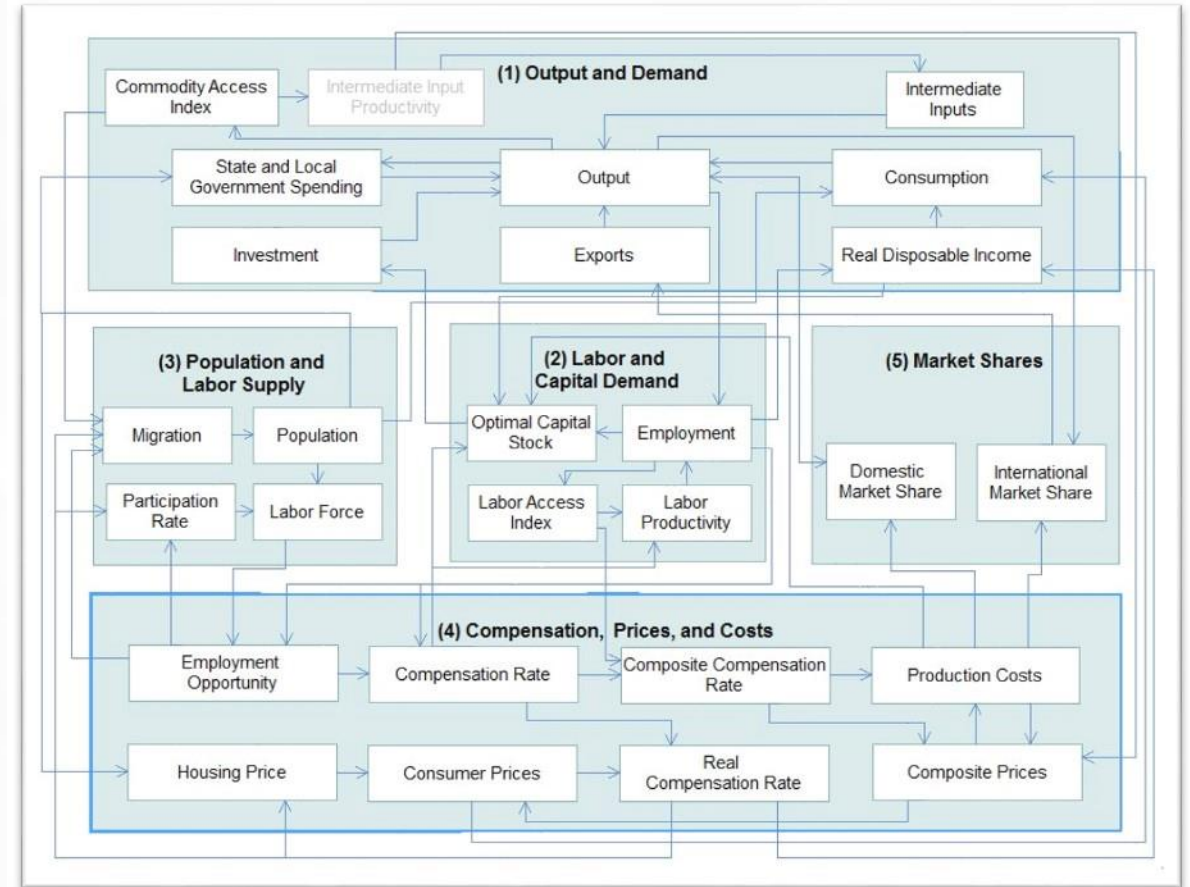 (1) Output and Demand
Commodity Access
Index
Intermediate Input
Productivity
Intermediate
Inputs
State and Local
Government Spending
Output
Consumption
Investment
Exports
Real Disposable Income
(3) Population and
Labor Supply
Migration
Population
Participation
Rate
Labor Force
(2) Labor and
Capital Demand
Optimal Capital
Stock
Employment
Labor Access
Index
Labor
Productivity
(5) Market Shares
Domestic
Market Share
International
Market Share
(4) Compensation, Prices, and Costs
Employment
Opportunity
Compensation Rate
Composite Compensation
Rate
Production Costs
Housing Price
Consumer Prices
Real
Compensation Rate
Composite Prices